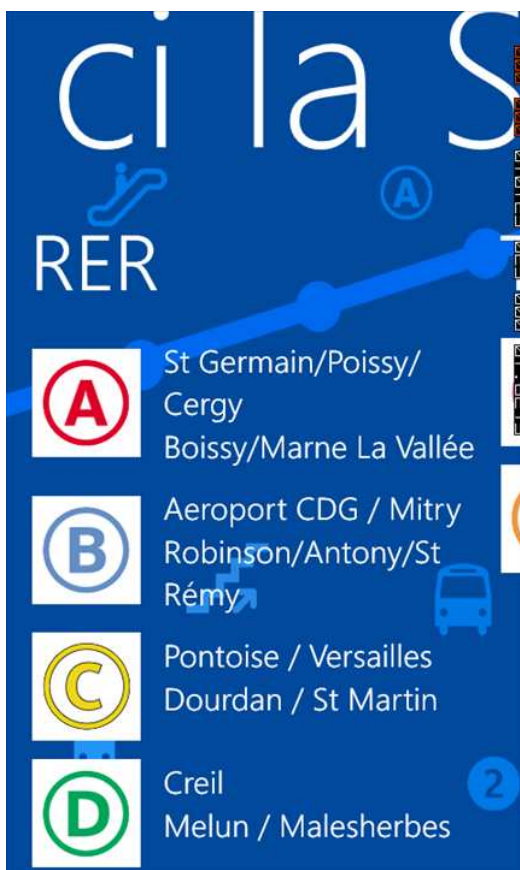 ci la S
A
RER
A
St Germain/Poissy/
Cergy
Boissy/Marne La Vallée
B
Aeroport CDG / Mitry
Robinson/Antony/St
Rémy
C
Pontoise / Versailles
Dourdan / St Martin
D
Creil
Melun / Malesherbes
2